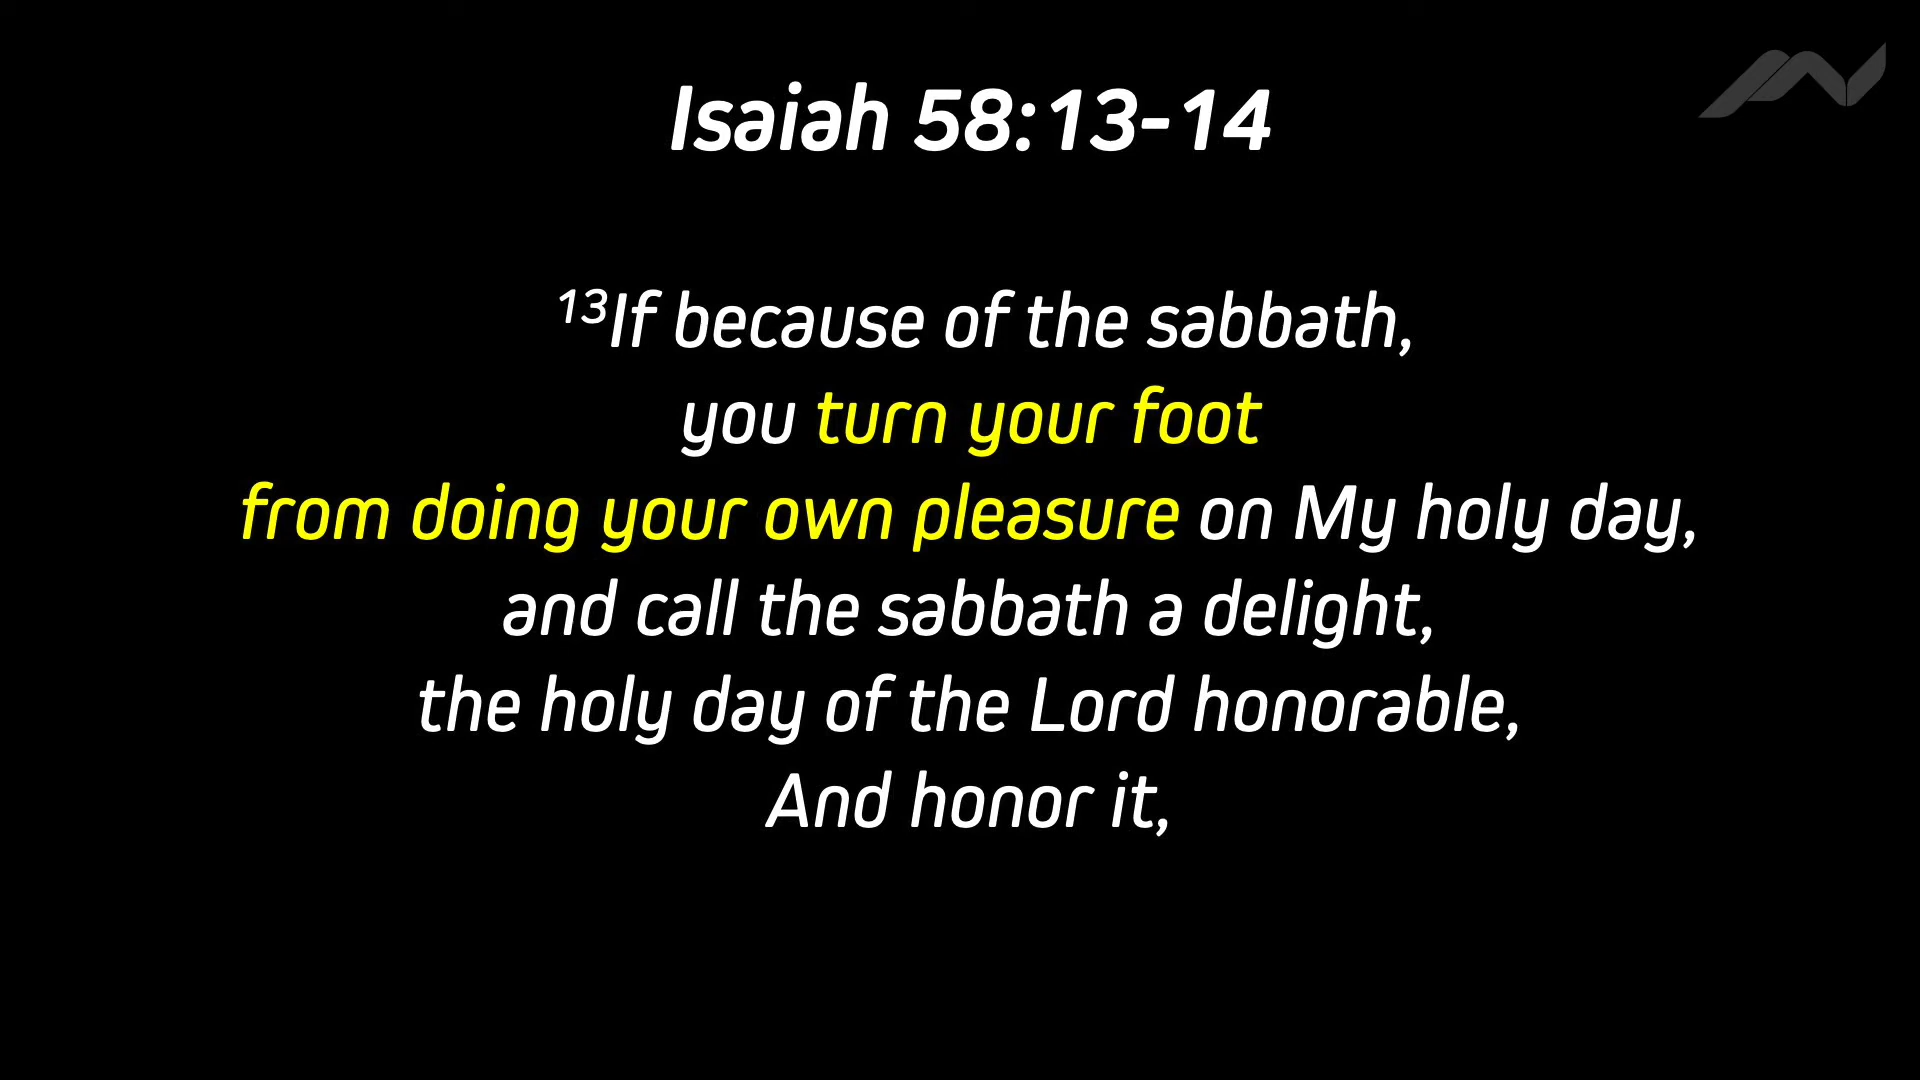 Isaiah 58:13-14
¹³If because of the sabbath,
you turn your foot
from doing your own pleasure on My holy day,
and call the sabbath a delight,
the holy day of the Lord honorable,
And honor it,